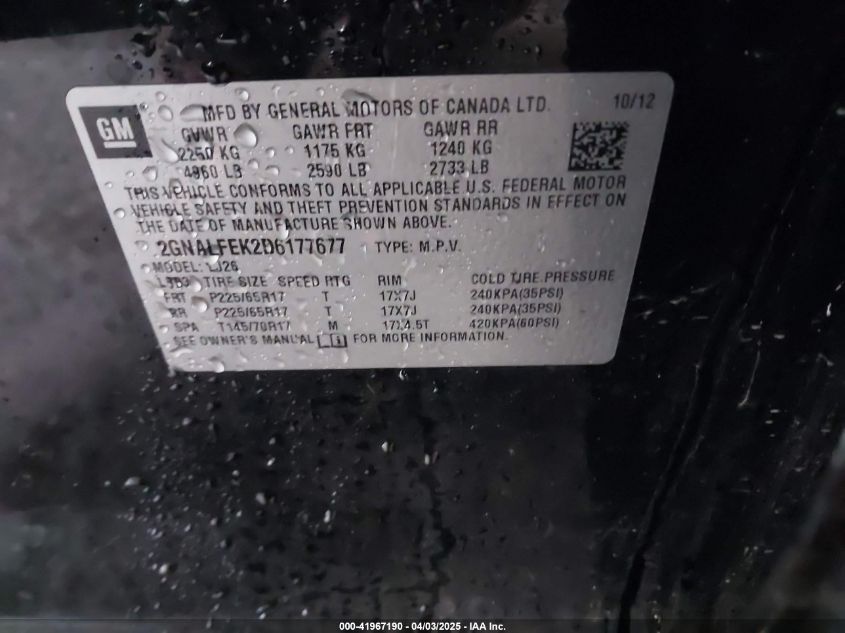 GM
MFD BY GENERAL MOTORS OF CANADA LTD. 10/12
GVWR GAWR FRT GAWR RR
2250 KG 1175 KG 1240 KG
4960 LB 2590 LB 2733 LB
THIS VEHICLE CONFORMS TO ALL APPLICABLE U.S. FEDERAL MOTOR
VEHICLE SAFETY AND THEFT PREVENTION STANDARDS IN EFFECT ON
THE DATE OF MANUFACTURE SHOWN ABOVE.
2GNALFEK2D6177677 TYPE: M.P.V.
MODEL: LJ26
TIRE SIZE SPEED RTG RIM COLD TIRE PRESSURE
FRT P225/65R17 T 17X7J 240KPA(35PSI)
RR P225/65R17 T 17X7J 240KPA(35PSI)
SPA T145/70R17 M 17X4.5T 420KPA(60PSI)
SEE OWNER'S MANUAL FOR MORE INFORMATION.
000-41967190 - 04/03/2025 - IAA Inc.